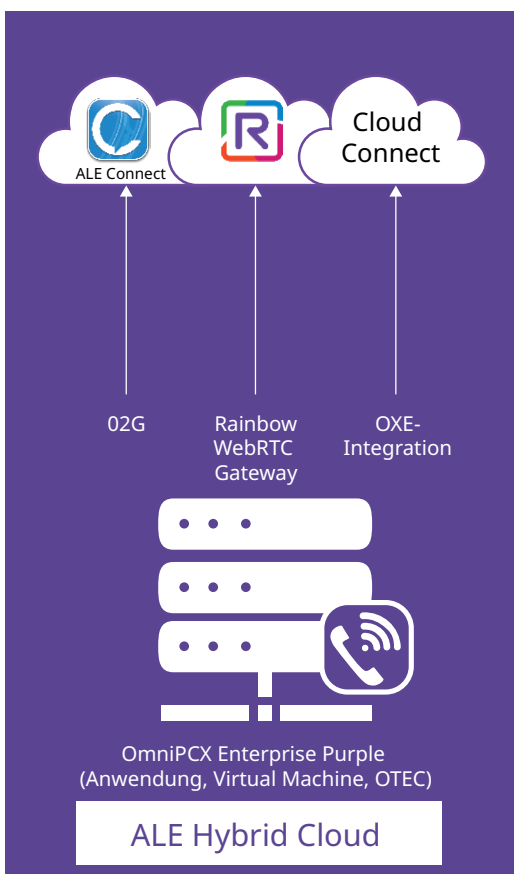 ALE Connect
R
Cloud
Connect
02G
Rainbow
WebRTC
Gateway
OXE-
Integration
OmniPCX Enterprise Purple
(Anwendung, Virtual Machine, OTEC)
ALE Hybrid Cloud